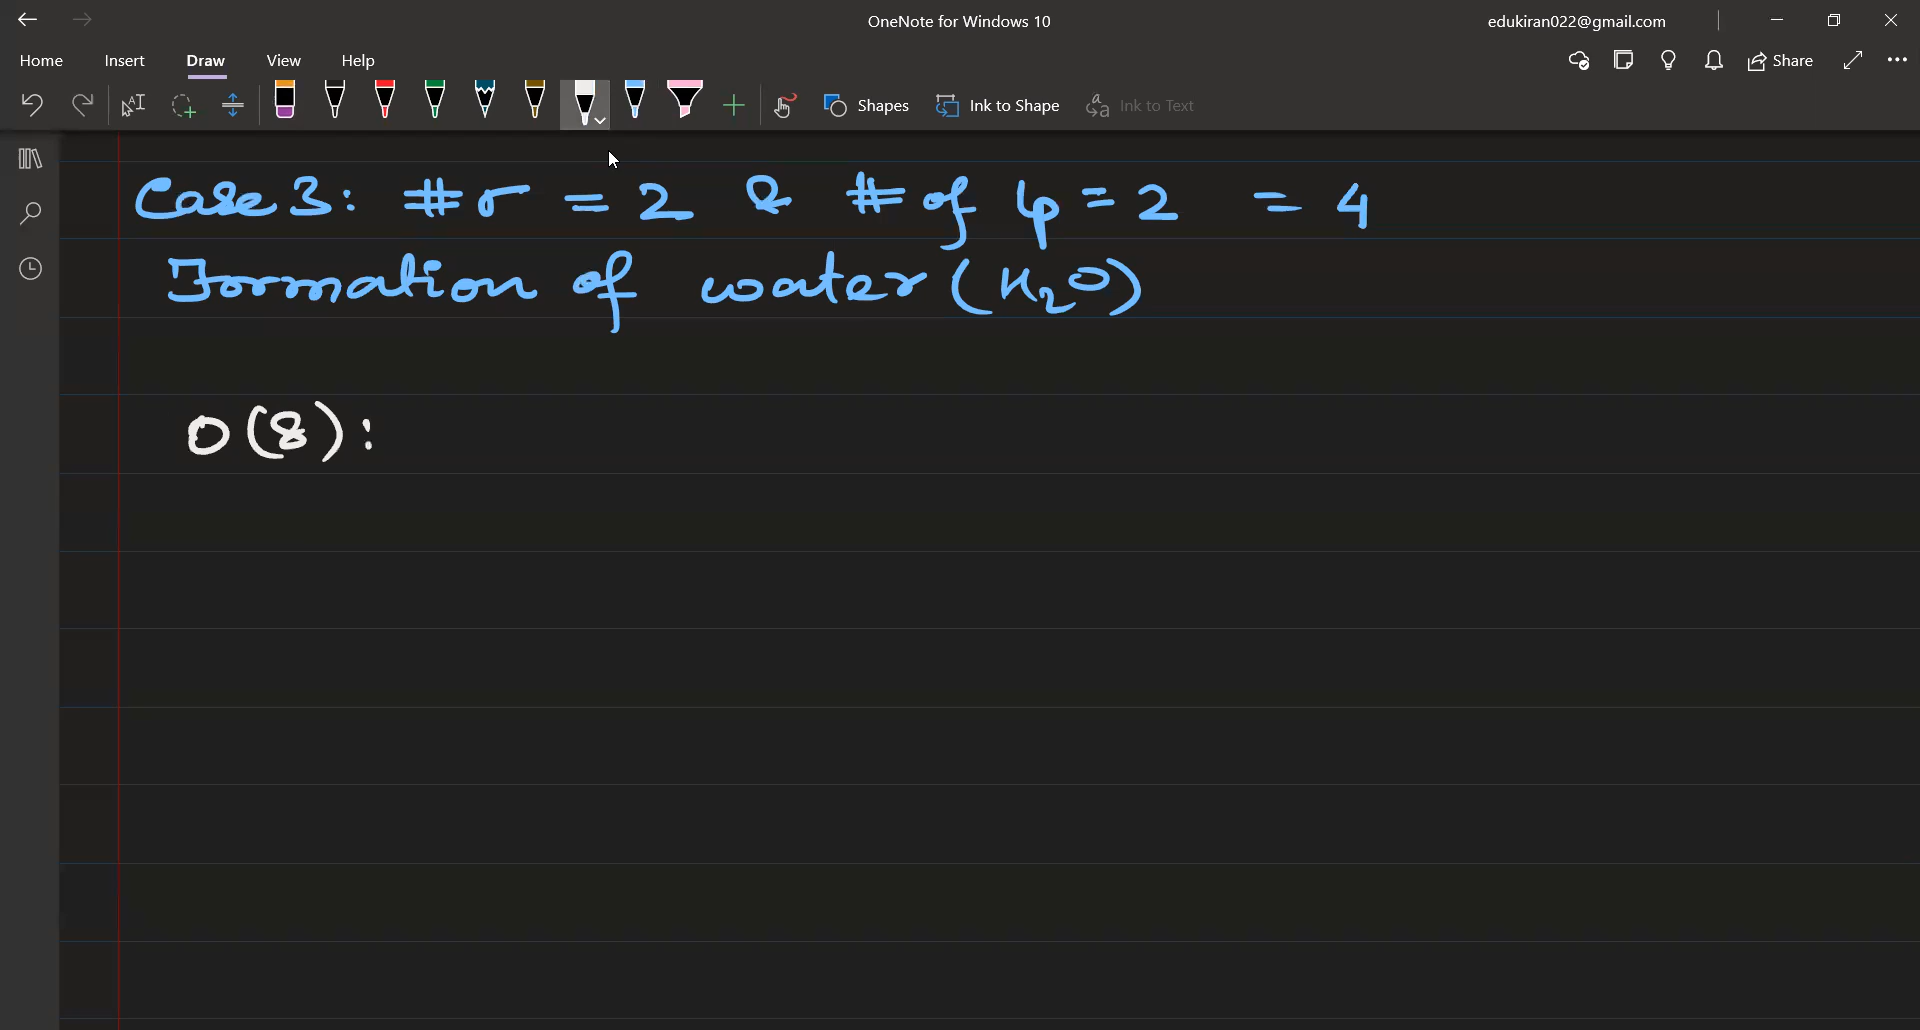 OneNote for Windows 10
edukiran022@gmail.com
Home Insert Draw View Help
Share
Shapes Ink to Shape Ink to Text
Case 3: # σ = 2 & # of lp = 2 = 4
Formation of water (H₂O)
O (8):